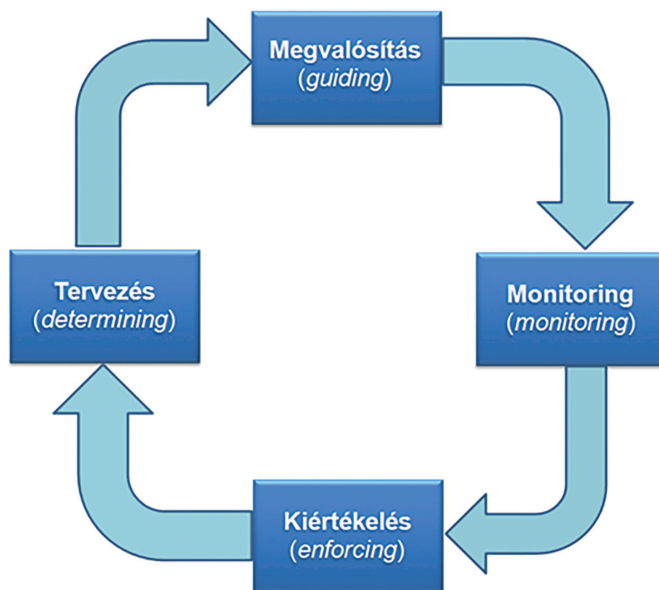 Megvalósítás
(guiding)
Tervezés
(determining)
Monitoring
(monitoring)
Kiértékelés
(enforcing)